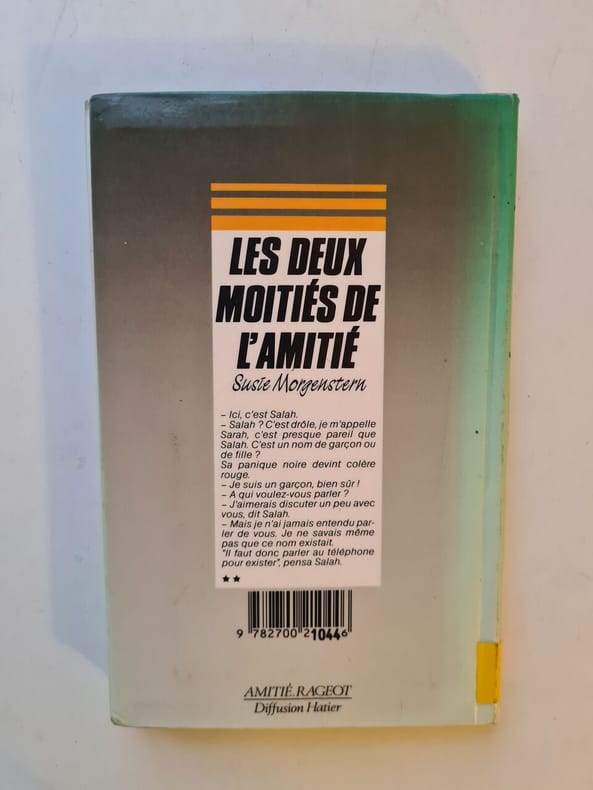 LES DEUX
MOITIÉS DE
L'AMITIÉ
Susie Morgenstern
– Ici, c'est Salah.
– Salah ? C'est drôle, je m'appelle
Sarah, c'est presque pareil que
Salah. C'est un nom de garçon ou
de fille ?
Sa panique noire devint colère
rouge.
– Je suis un garçon, bien sûr !
– A qui voulez-vous parler ?
– J'aimerais discuter un peu avec
vous, dit Salah.
– Mais je n'ai jamais entendu par-
ler de vous. Je ne savais même
pas que ce nom existait.
"Il faut donc parler au téléphone
pour exister", pensa Salah.
★★
9 782700 210446
AMITIÉ.RAGEOT
Diffusion Hatier